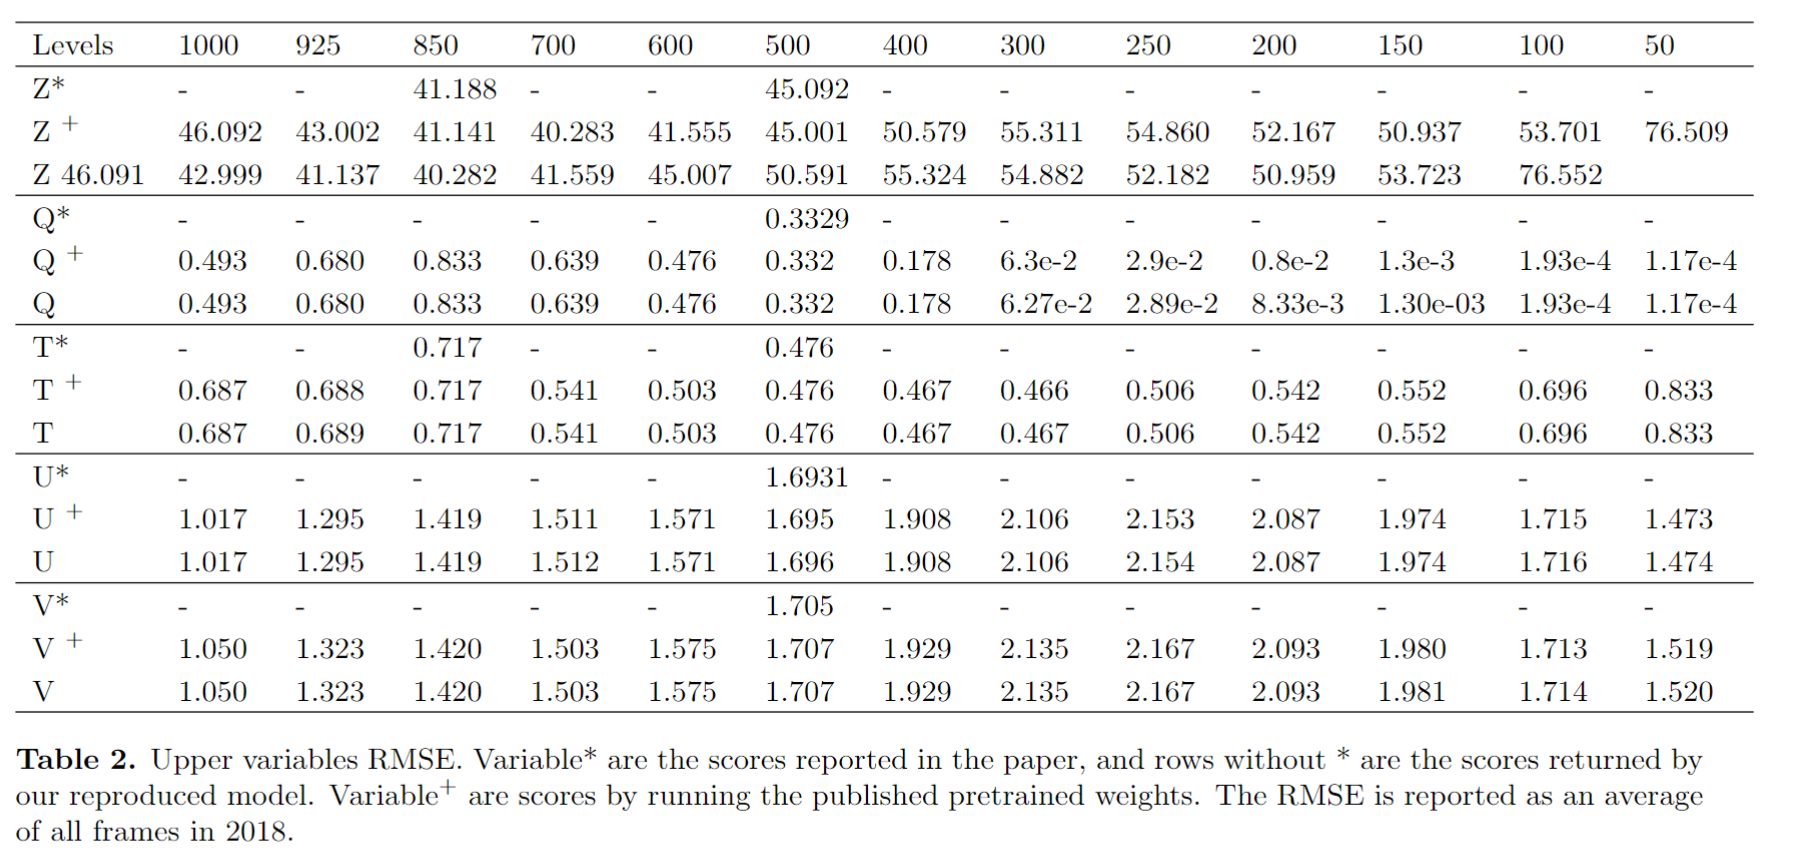 Levels 1000 925 850 700 600 500 400 300 250 200 150 100 50
Z* - - 41.188 - - 45.092 - - - - - - -
Z + 46.092 43.002 41.141 40.283 41.555 45.001 50.579 55.311 54.860 52.167 50.937 53.701 76.509
Z 46.091 42.999 41.137 40.282 41.559 45.007 50.591 55.324 54.882 52.182 50.959 53.723 76.552
Q* - - - - - 0.3329 - - - - - - -
Q + 0.493 0.680 0.833 0.639 0.476 0.332 0.178 6.3e-2 2.9e-2 0.8e-2 1.3e-3 1.93e-4 1.17e-4
Q 0.493 0.680 0.833 0.639 0.476 0.332 0.178 6.27e-2 2.89e-2 8.33e-3 1.30e-03 1.93e-4 1.17e-4
T* - - 0.717 - - 0.476 - - - - - - -
T + 0.687 0.688 0.717 0.541 0.503 0.476 0.467 0.466 0.506 0.542 0.552 0.696 0.833
T 0.687 0.689 0.717 0.541 0.503 0.476 0.467 0.467 0.506 0.542 0.552 0.696 0.833
U* - - - - - 1.6931 - - - - - - -
U + 1.017 1.295 1.419 1.511 1.571 1.695 1.908 2.106 2.153 2.087 1.974 1.715 1.473
U 1.017 1.295 1.419 1.512 1.571 1.696 1.908 2.106 2.154 2.087 1.974 1.716 1.474
V* - - - - - 1.705 - - - - - - -
V + 1.050 1.323 1.420 1.503 1.575 1.707 1.929 2.135 2.167 2.093 1.980 1.713 1.519
V 1.050 1.323 1.420 1.503 1.575 1.707 1.929 2.135 2.167 2.093 1.981 1.714 1.520
Table 2. Upper variables RMSE. Variable* are the scores reported in the paper, and rows without * are the scores returned by
our reproduced model. Variable+ are scores by running the published pretrained weights. The RMSE is reported as an average
of all frames in 2018.